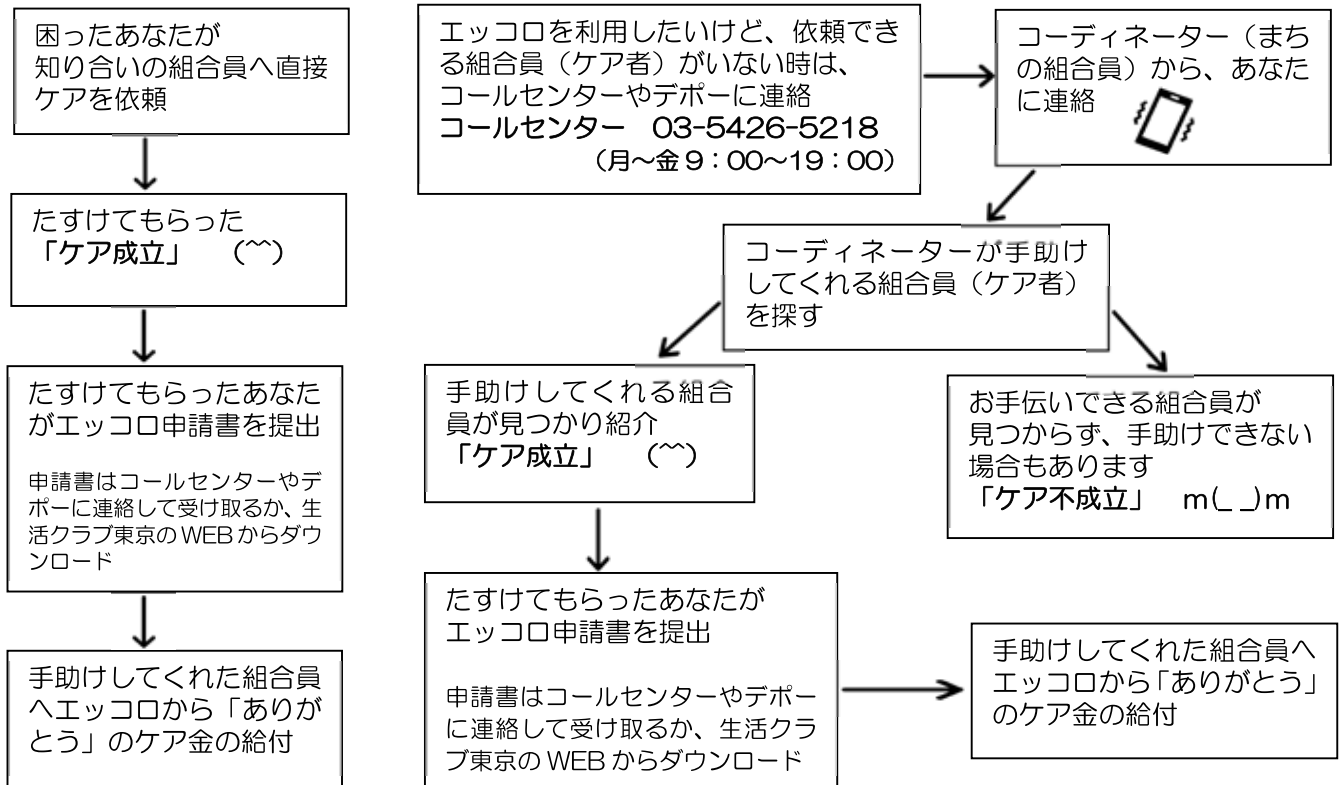 困ったあなたが
知り合いの組合員へ直接
ケアを依頼
たすけてもらった
「ケア成立」 (^^)
たすけてもらったあなた
がエッコロ申請書を提出
申請書はコールセンターやデ
ポーに連絡して受け取るか、生
活クラブ東京のWEBからダウ
ンロード
手助けしてくれた組合員
へエッコロから「ありが
とう」のケア金の給付
エッコロを利用したいけど、依頼でき
る組合員(ケア者)がいない時は、
コールセンターやデポーに連絡
コールセンター 03-5426-5218
(月~金9:00~19:00)
コーディネーター(まち
の組合員)から、あなた
に連絡
コーディネーターが手助け
してくれる組合員(ケア者)
を探す
手助けしてくれる組合
員が見つかり紹介
「ケア成立」 (^^)
お手伝いできる組合員が
見つからず、手助けできない
場合もあります
「ケア不成立」 m(_ _)m
たすけてもらったあなたが
エッコロ申請書を提出
申請書はコールセンターやデポー
に連絡して受け取るか、生活クラ
ブ東京のWEBからダウンロード
手助けしてくれた組合員へ
エッコロから「ありがとう」
のケア金の給付